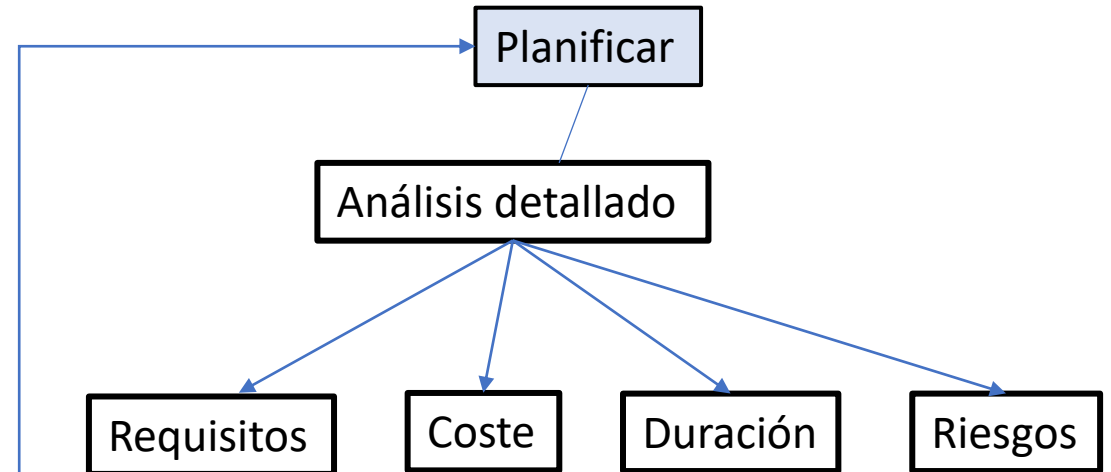 Planificar
Análisis detallado
Requisitos
Coste
Duración
Riesgos